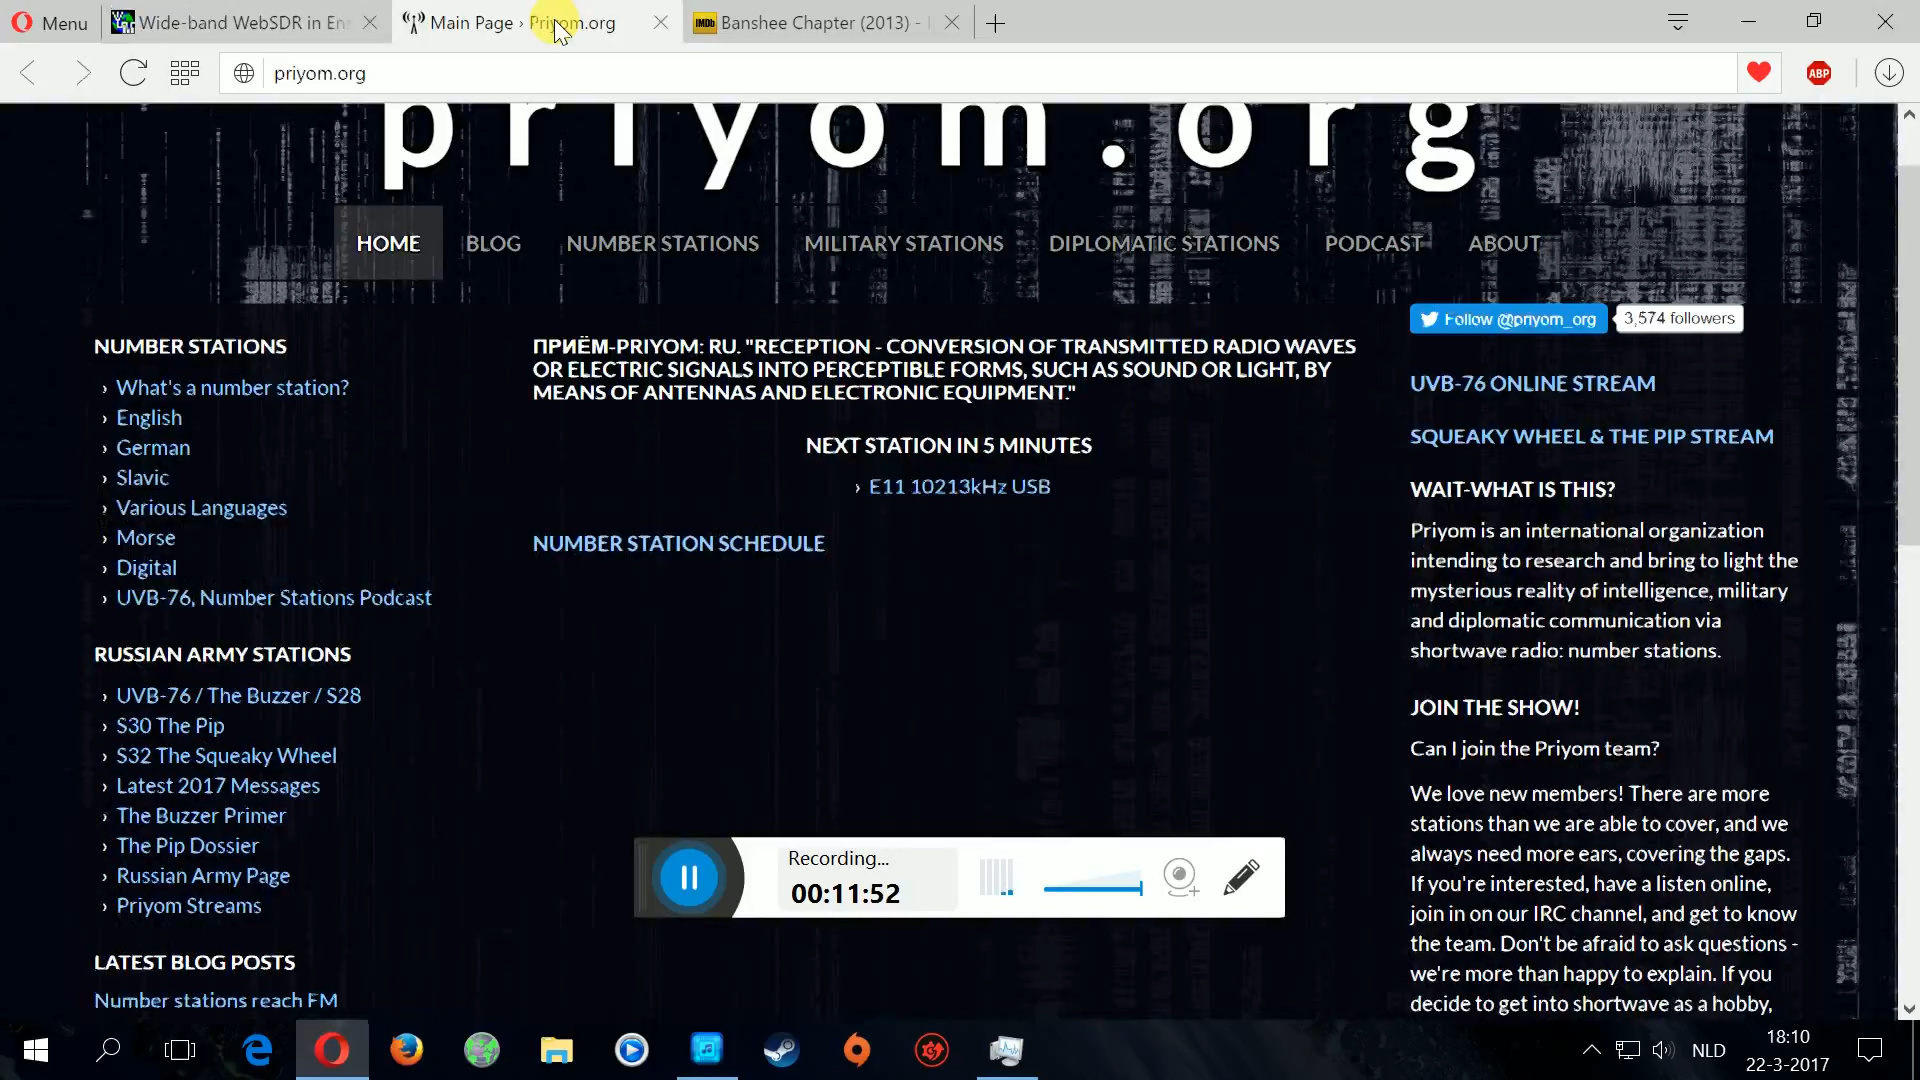 Menu
Wide-band WebSDR in Ens
Main Page › Priyom.org
IMDb
Banshee Chapter (2013) - I
priyom.org
ABP
priyom.org
HOME
BLOG
NUMBER STATIONS
MILITARY STATIONS
DIPLOMATIC STATIONS
PODCAST
ABOUT
NUMBER STATIONS
› What's a number station?
› English
› German
› Slavic
› Various Languages
› Morse
› Digital
› UVB-76, Number Stations Podcast
RUSSIAN ARMY STATIONS
› UVB-76 / The Buzzer / S28
› S30 The Pip
› S32 The Squeaky Wheel
› Latest 2017 Messages
› The Buzzer Primer
› The Pip Dossier
› Russian Army Page
› Priyom Streams
LATEST BLOG POSTS
Number stations reach FM
ПРИЁМ-PRIYOM: RU. "RECEPTION - CONVERSION OF TRANSMITTED RADIO WAVES
OR ELECTRIC SIGNALS INTO PERCEPTIBLE FORMS, SUCH AS SOUND OR LIGHT, BY
MEANS OF ANTENNAS AND ELECTRONIC EQUIPMENT."
NEXT STATION IN 5 MINUTES
› E11 10213kHz USB
NUMBER STATION SCHEDULE
Follow @priyom_org
3,574 followers
UVB-76 ONLINE STREAM
SQUEAKY WHEEL & THE PIP STREAM
WAIT-WHAT IS THIS?
Priyom is an international organization
intending to research and bring to light the
mysterious reality of intelligence, military
and diplomatic communication via
shortwave radio: number stations.
JOIN THE SHOW!
Can I join the Priyom team?
We love new members! There are more
stations than we are able to cover, and we
always need more ears, covering the gaps.
If you're interested, have a listen online,
join in on our IRC channel, and get to know
the team. Don't be afraid to ask questions -
we're more than happy to explain. If you
decide to get into shortwave as a hobby,
Recording...
00:11:52
NLD
18:10
22-3-2017